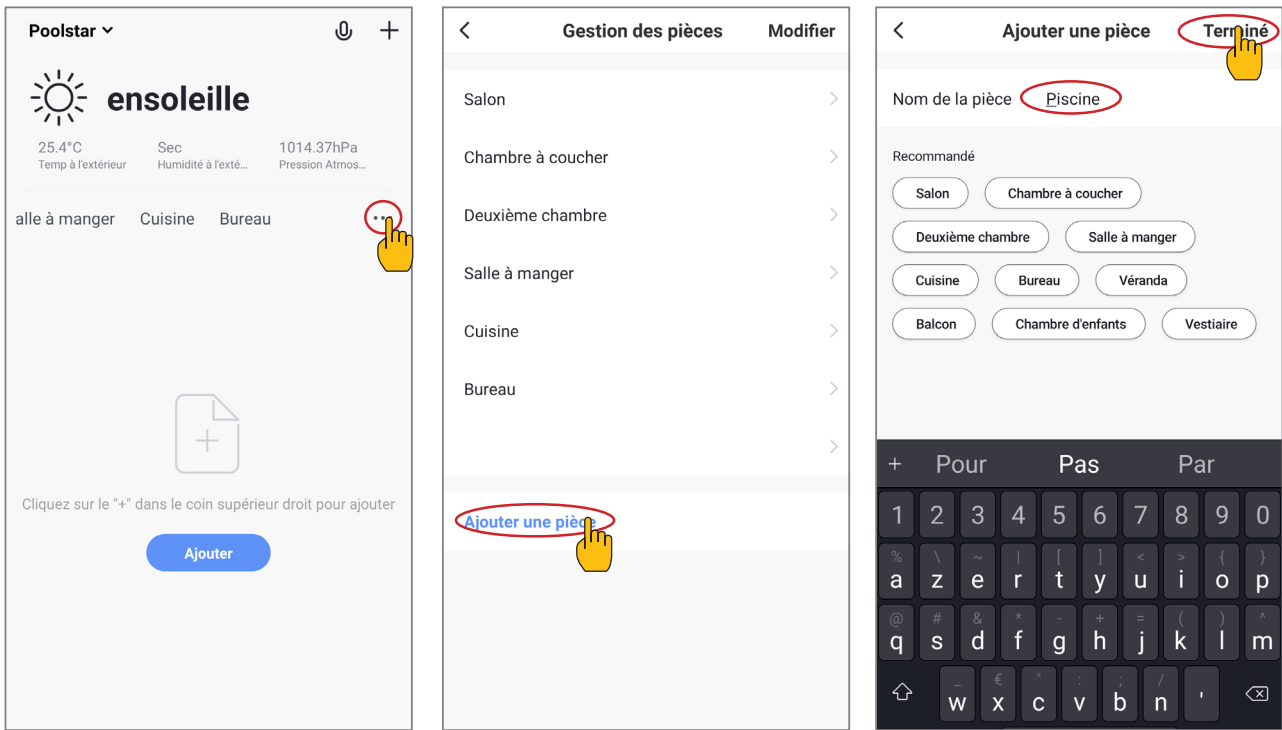 Poolstar
ensoleille
25.4°C Sec 1014.37hPa
Temp à l'extérieur Humidité à l'exté... Pression Atmos...
alle à manger Cuisine Bureau ...
Cliquez sur le "+" dans le coin supérieur droit pour ajouter
Ajouter
Gestion des pièces Modifier
Salon
Chambre à coucher
Deuxième chambre
Salle à manger
Cuisine
Bureau
Ajouter une pièce
Ajouter une pièce Terminé
Nom de la pièce Piscine
Recommandé
Salon Chambre à coucher
Deuxième chambre Salle à manger
Cuisine Bureau Véranda
Balcon Chambre d'enfants Vestiaire
+ Pour Pas Par
1 2 3 4 5 6 7 8 9 0
% \ ~ | [ ] < > { }
a z e r t y u i o p
@ # & * - + = ( ) ^
q s d f g h j k l m
_ € " : ; /
w x c v b n '